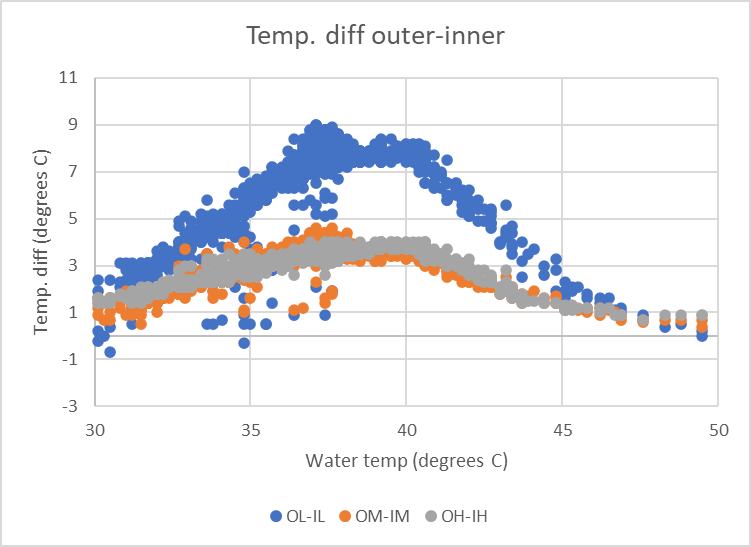 Temp. diff outer-inner
Temp. diff (degrees C)
11
9
7
5
3
1
-1
-3
30
35
40
45
50
Water temp (degrees C)
OL-IL
OM-IM
OH-IH